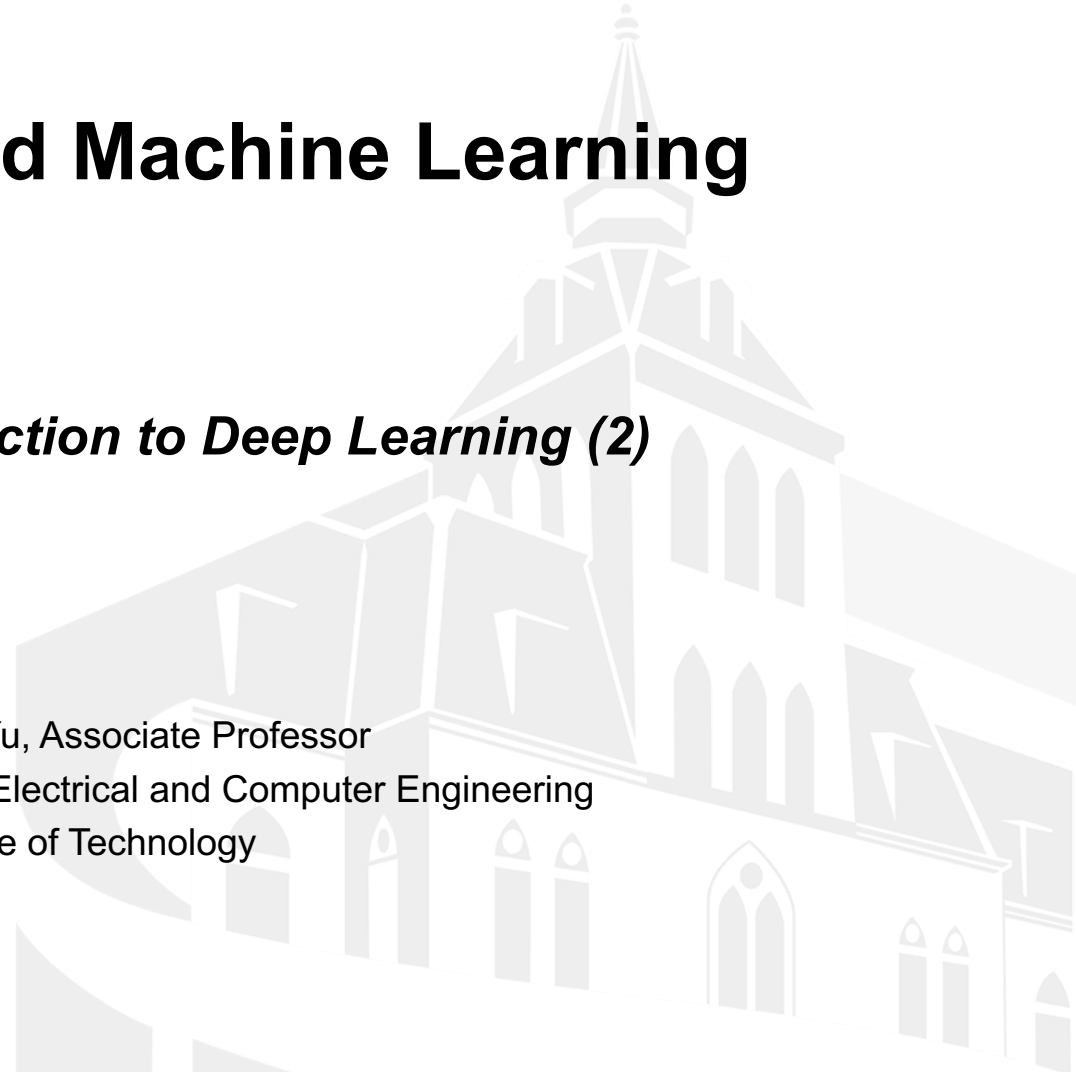 d Machine Learning
ction to Deep Learning (2)
u, Associate Professor
Electrical and Computer Engineering
e of Technology